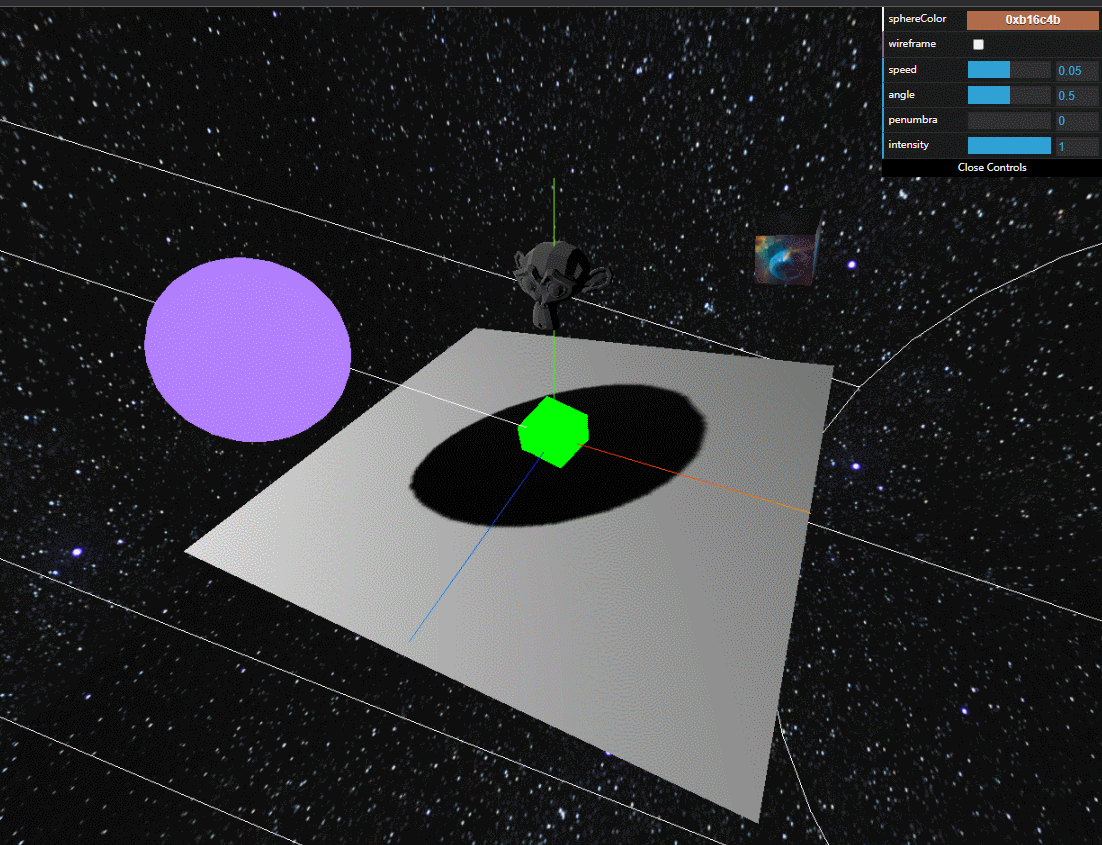 sphereColor 0xb16c4b
wireframe
speed 0.05
angle 0.5
penumbra 0
intensity 1
Close Controls